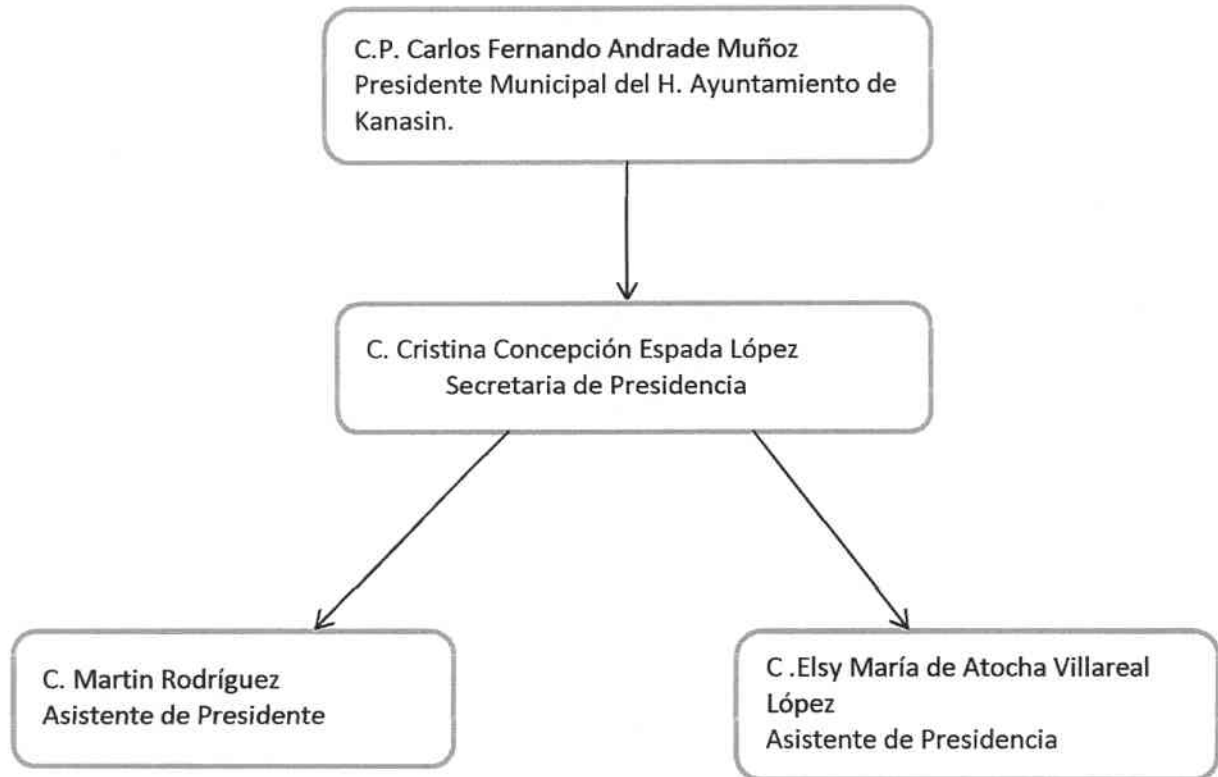 C.P. Carlos Fernando Andrade Muñoz
Presidente Municipal del H. Ayuntamiento de
Kanasin.
C. Cristina Concepción Espada López
Secretaria de Presidencia
C. Martin Rodríguez
Asistente de Presidente
C .Elsy María de Atocha Villareal
López
Asistente de Presidencia